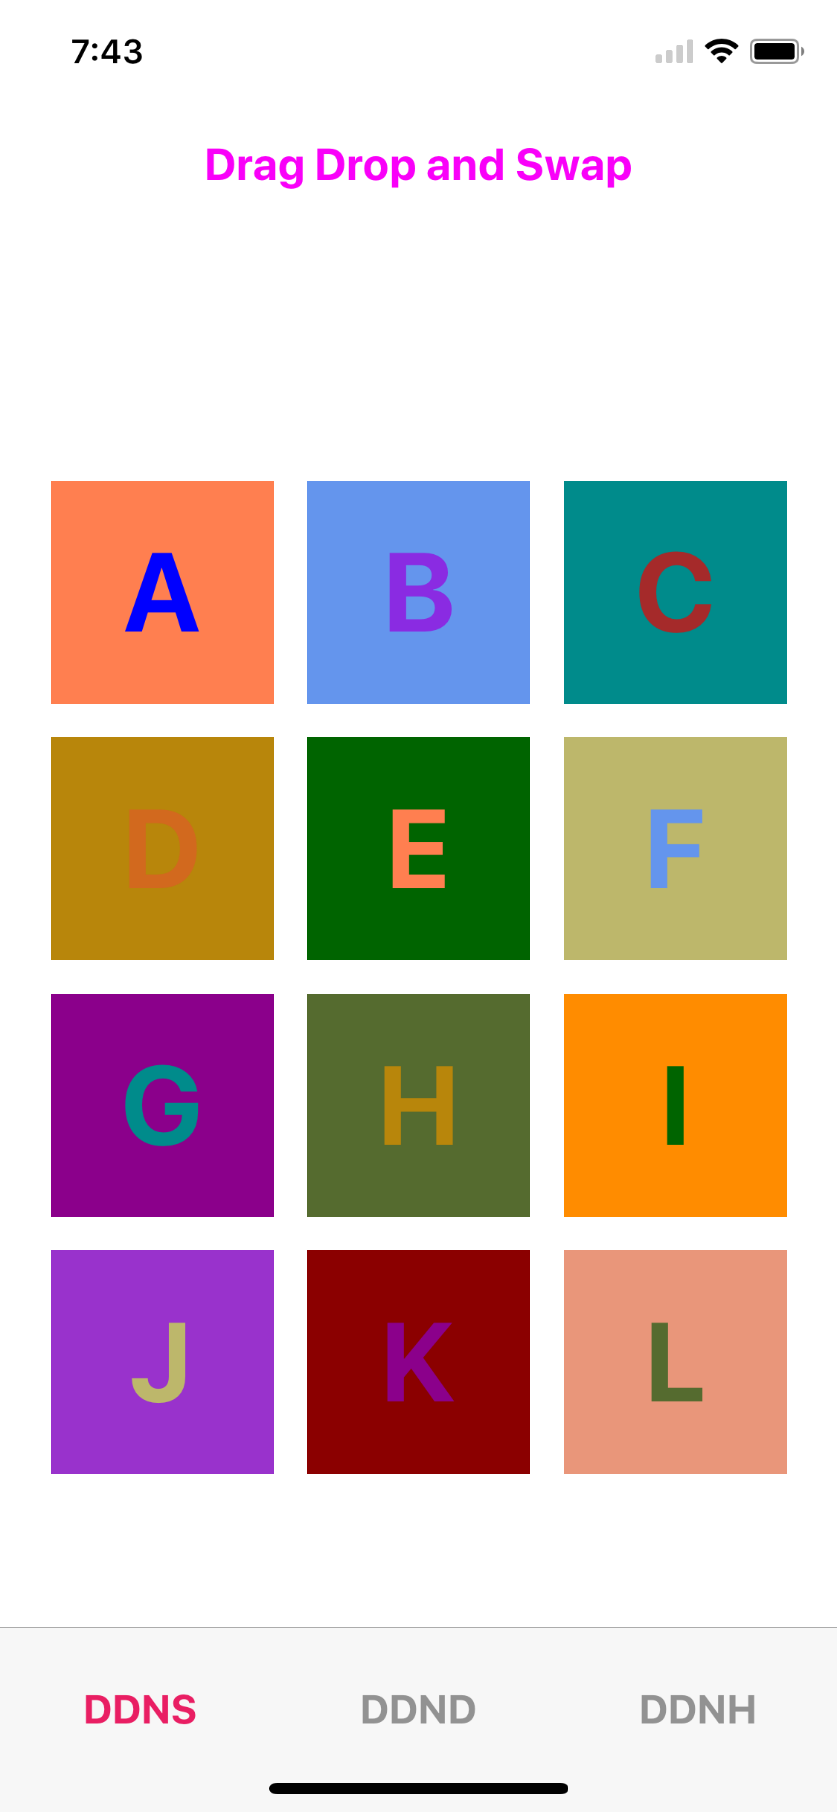 7:43
Drag Drop and Swap
A B C
D E F
G H I
J K L
DDNS DDND DDNH